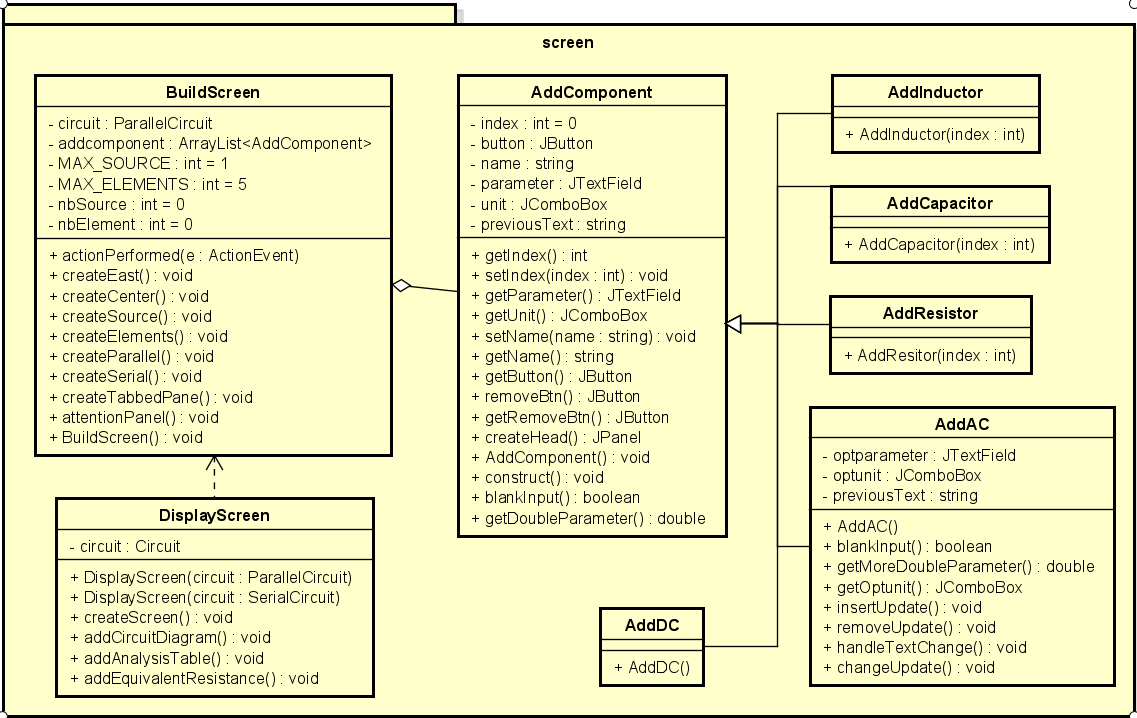 screen
BuildScreen
- circuit : ParallelCircuit
- addcomponent : ArrayList<AddComponent>
- MAX_SOURCE : int = 1
- MAX_ELEMENTS : int = 5
- nbSource : int = 0
- nbElement : int = 0
+ actionPerformed(e : ActionEvent)
+ createEast() : void
+ createCenter() : void
+ createSource() : void
+ createElements() : void
+ createParallel() : void
+ createSerial() : void
+ createTabbedPane() : void
+ attentionPanel() : void
+ BuildScreen() : void
DisplayScreen
- circuit : Circuit
+ DisplayScreen(circuit : ParallelCircuit)
+ DisplayScreen(circuit : SerialCircuit)
+ createScreen() : void
+ addCircuitDiagram() : void
+ addAnalysisTable() : void
+ addEquivalentResistance() : void
AddComponent
- index : int = 0
- button : JButton
- name : string
- parameter : JTextField
- unit : JComboBox
- previousText : string
+ getIndex() : int
+ setIndex(index : int) : void
+ getParameter() : JTextField
+ getUnit() : JComboBox
+ setName(name : string) : void
+ getName() : string
+ getButton() : JButton
+ removeBtn() : JButton
+ getRemoveBtn() : JButton
+ createHead() : JPanel
+ AddComponent() : void
+ construct() : void
+ blankInput() : boolean
+ getDoubleParameter() : double
AddInductor
+ AddInductor(index : int)
AddCapacitor
+ AddCapacitor(index : int)
AddResistor
+ AddResitor(index : int)
AddAC
- optparameter : JTextField
- optunit : JComboBox
- previousText : string
+ AddAC()
+ blankInput() : boolean
+ getMoreDoubleParameter() : double
+ getOptunit() : JComboBox
+ insertUpdate() : void
+ removeUpdate() : void
+ handleTextChange() : void
+ changeUpdate() : void
AddDC
+ AddDC()